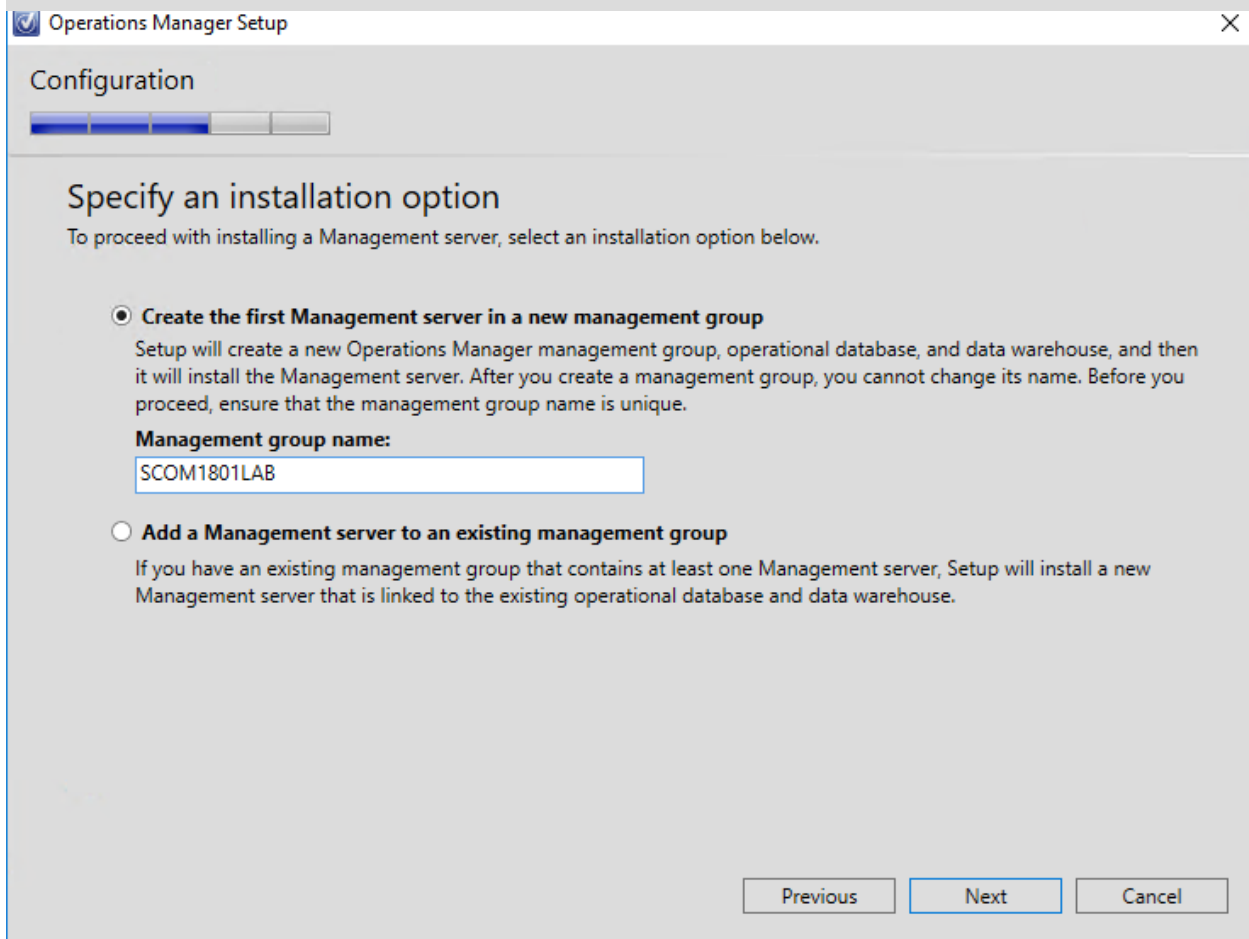 Operations Manager Setup
Configuration
Specify an installation option
To proceed with installing a Management server, select an installation option below.
Create the first Management server in a new management group
Setup will create a new Operations Manager management group, operational database, and data warehouse, and then
it will install the Management server. After you create a management group, you cannot change its name. Before you
proceed, ensure that the management group name is unique.
Management group name:
SCOM1801LAB
Add a Management server to an existing management group
If you have an existing management group that contains at least one Management server, Setup will install a new
Management server that is linked to the existing operational database and data warehouse.
Previous Next Cancel